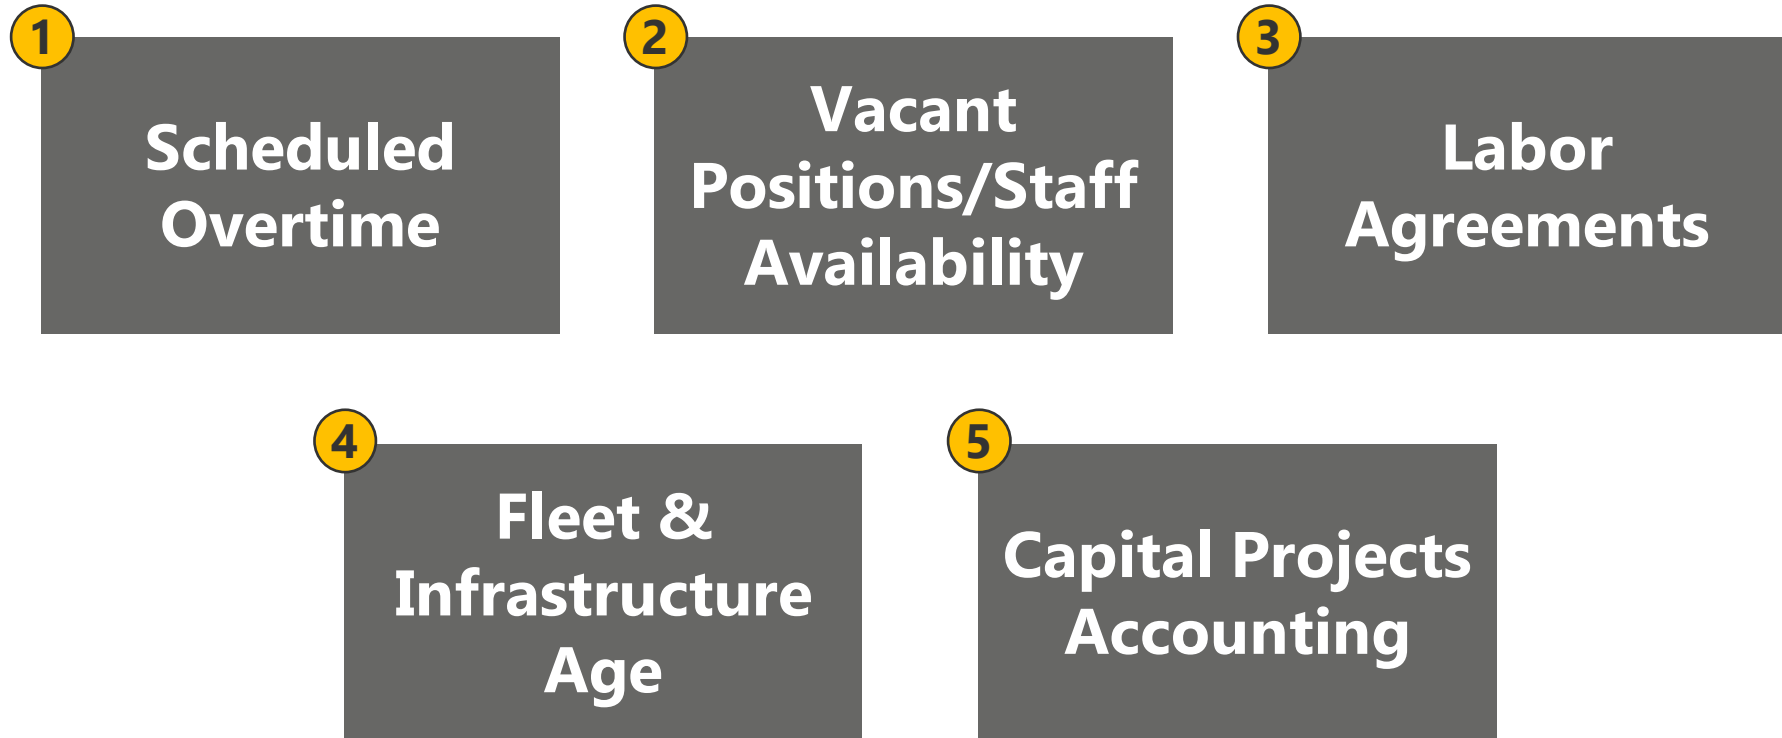 1
Scheduled
Overtime
2
Vacant
Positions/Staff
Availability
3
Labor
Agreements
4
Fleet &
Infrastructure
Age
5
Capital Projects
Accounting